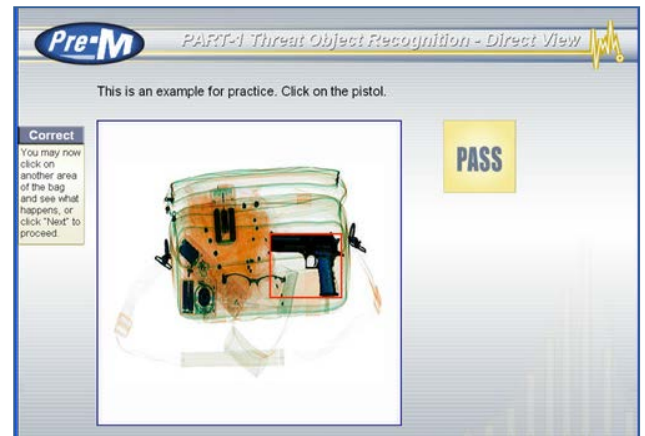 Pre-M
PART-1 Threat Object Recognition - Direct View
This is an example for practice. Click on the pistol.
Correct
You may now
click on
another area
of the bag
and see what
happens, or
click "Next" to
proceed.
PASS